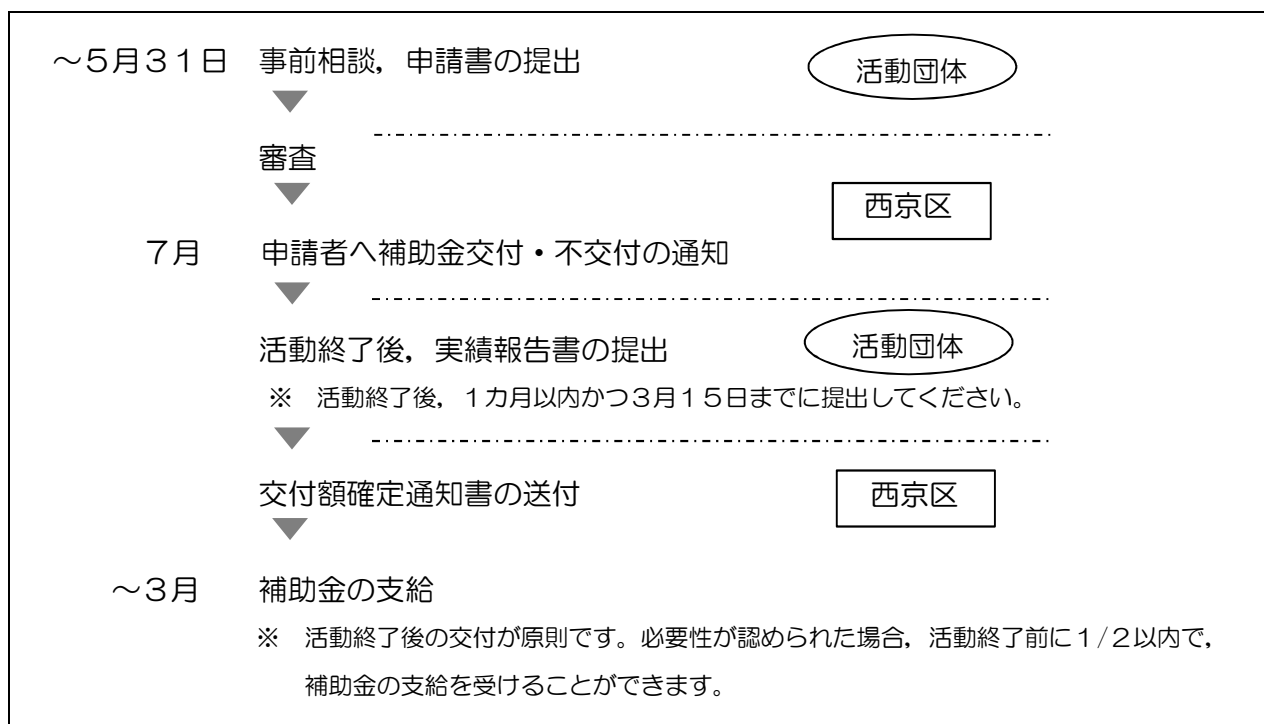 ～５月３１日 事前相談，申請書の提出 活動団体
審査
西京区
７月 申請者へ補助金交付・不交付の通知
活動終了後，実績報告書の提出 活動団体
※ 活動終了後，１カ月以内かつ３月１５日までに提出してください。
交付額確定通知書の送付 西京区
～３月 補助金の支給
※ 活動終了後の交付が原則です。必要性が認められた場合，活動終了前に１/２以内で，
補助金の支給を受けることができます。